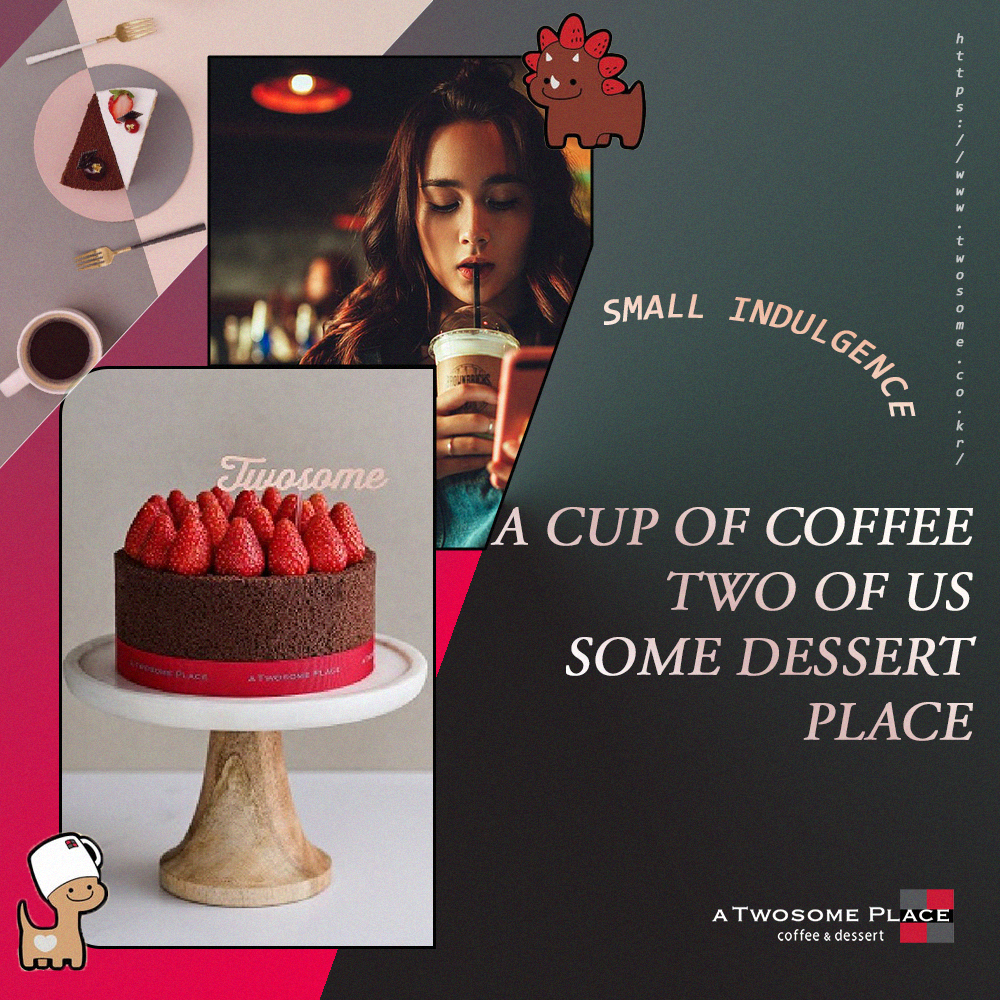 https://www.twosome.co.kr/
SMALL INDULGENCE
Twosome
A CUP OF COFFEE
TWO OF US
SOME DESSERT
PLACE
A TWOSOME PLACE A TWOSOME PLACE
A TWOSOME PLACE
coffee & dessert